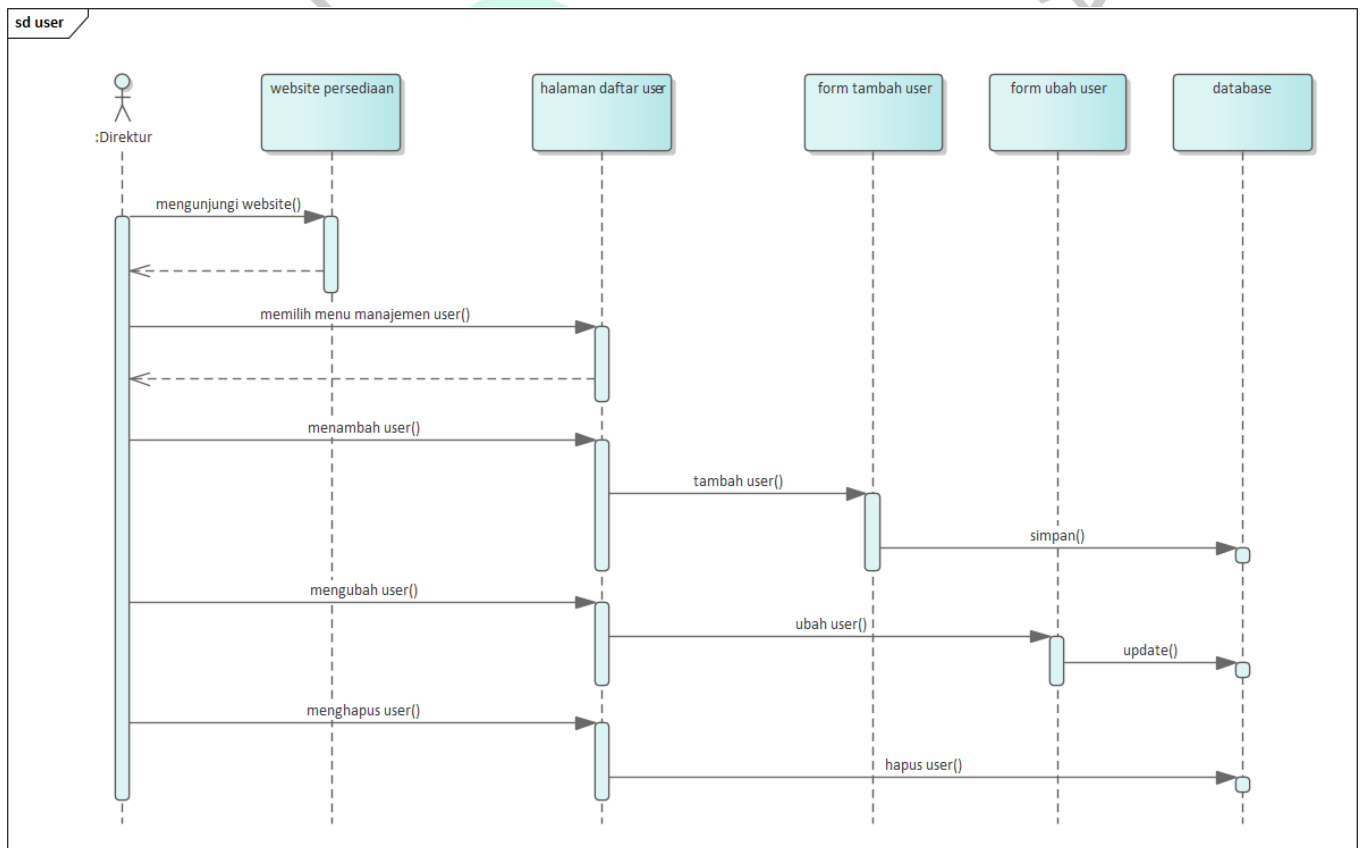 sd user
:Direktur
website persediaan
halaman daftar user
form tambah user
form ubah user
database
mengunjungi website()
memilih menu manajemen user()
menambah user()
tambah user()
simpan()
mengubah user()
ubah user()
update()
menghapus user()
hapus user()